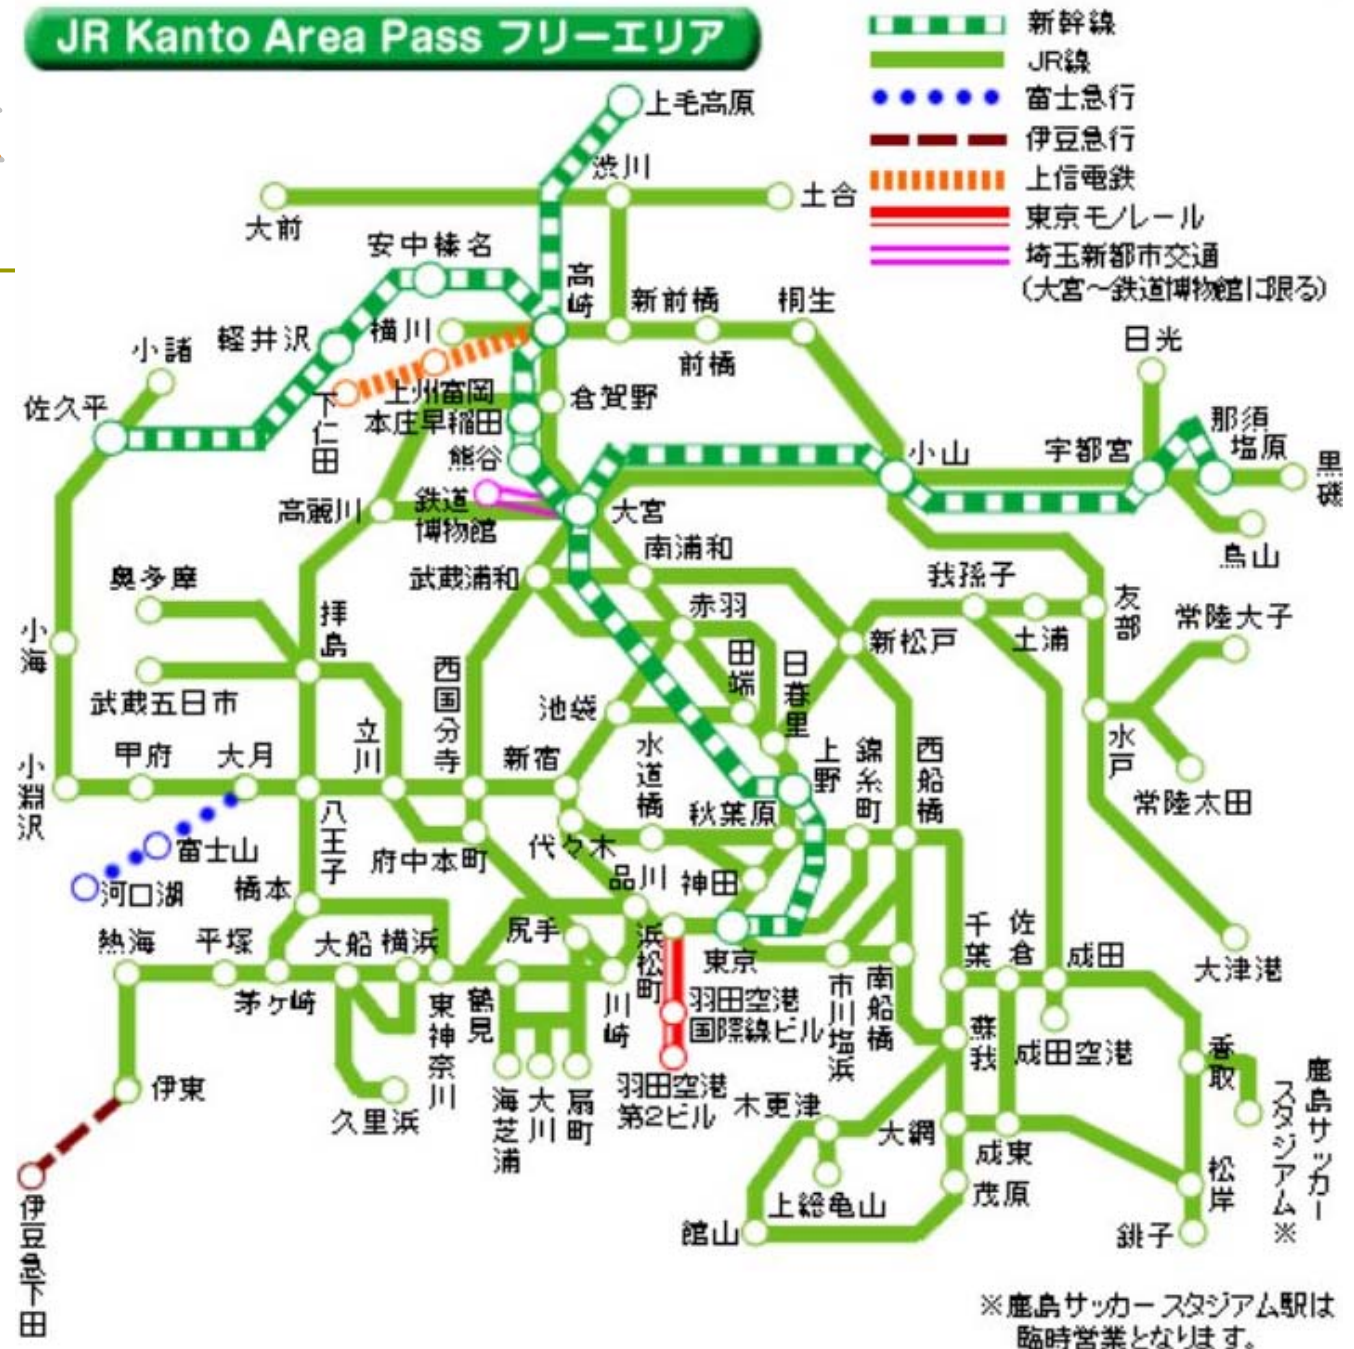 JR Kanto Area Pass フリーエリア
新幹線
JR線
富士急行
伊豆急行
上信電鉄
東京モノレール
埼玉新都市交通
(大宮～鉄道博物館に限る)
上毛高原
渋川
土合
大前
安中榛名
高崎
新前橋
桐生
横川
軽井沢
小諸
前橋
日光
佐久平
下仁田
上州富岡
倉賀野
本庄早稲田
熊谷
小山
宇都宮
那須
塩原
黒磯
高麗川
鉄道
博物館
大宮
烏山
南浦和
武蔵浦和
奥多摩
拝島
赤羽
我孫子
土浦
友部
常陸大子
小海
新松戸
武蔵五日市
西国分寺
池袋
田端
日暮里
水戸
常陸太田
小淵沢
甲府
大月
立川
新宿
水道橋
上野
錦糸町
西船橋
秋葉原
八王子
府中本町
代々木
富士山
河口湖
品川
神田
橋本
熱海
平塚
大船
横浜
尻手
浜松町
東京
千葉
佐倉
成田
大津港
茅ヶ崎
東神奈川
鶴見
川崎
羽田空港
国際線ビル
市川塩浜
南船橋
蘇我
成田空港
香取
鹿島サッカー
スタジアム※
伊東
久里浜
海芝浦
大川
扇町
羽田空港
第2ビル
木更津
大網
成東
松岸
上総亀山
茂原
館山
銚子
伊豆急下田
※鹿島サッカースタジアム駅は
臨時営業となります。